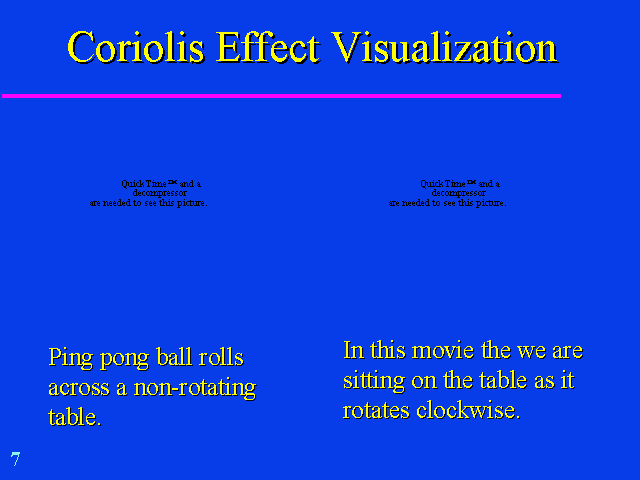 Coriolis Effect Visualization
QuickTime™ and a
decompressor
are needed to see this picture.
QuickTime™ and a
decompressor
are needed to see this picture.
Ping pong ball rolls
across a non-rotating
table.
In this movie the we are
sitting on the table as it
rotates clockwise.
7